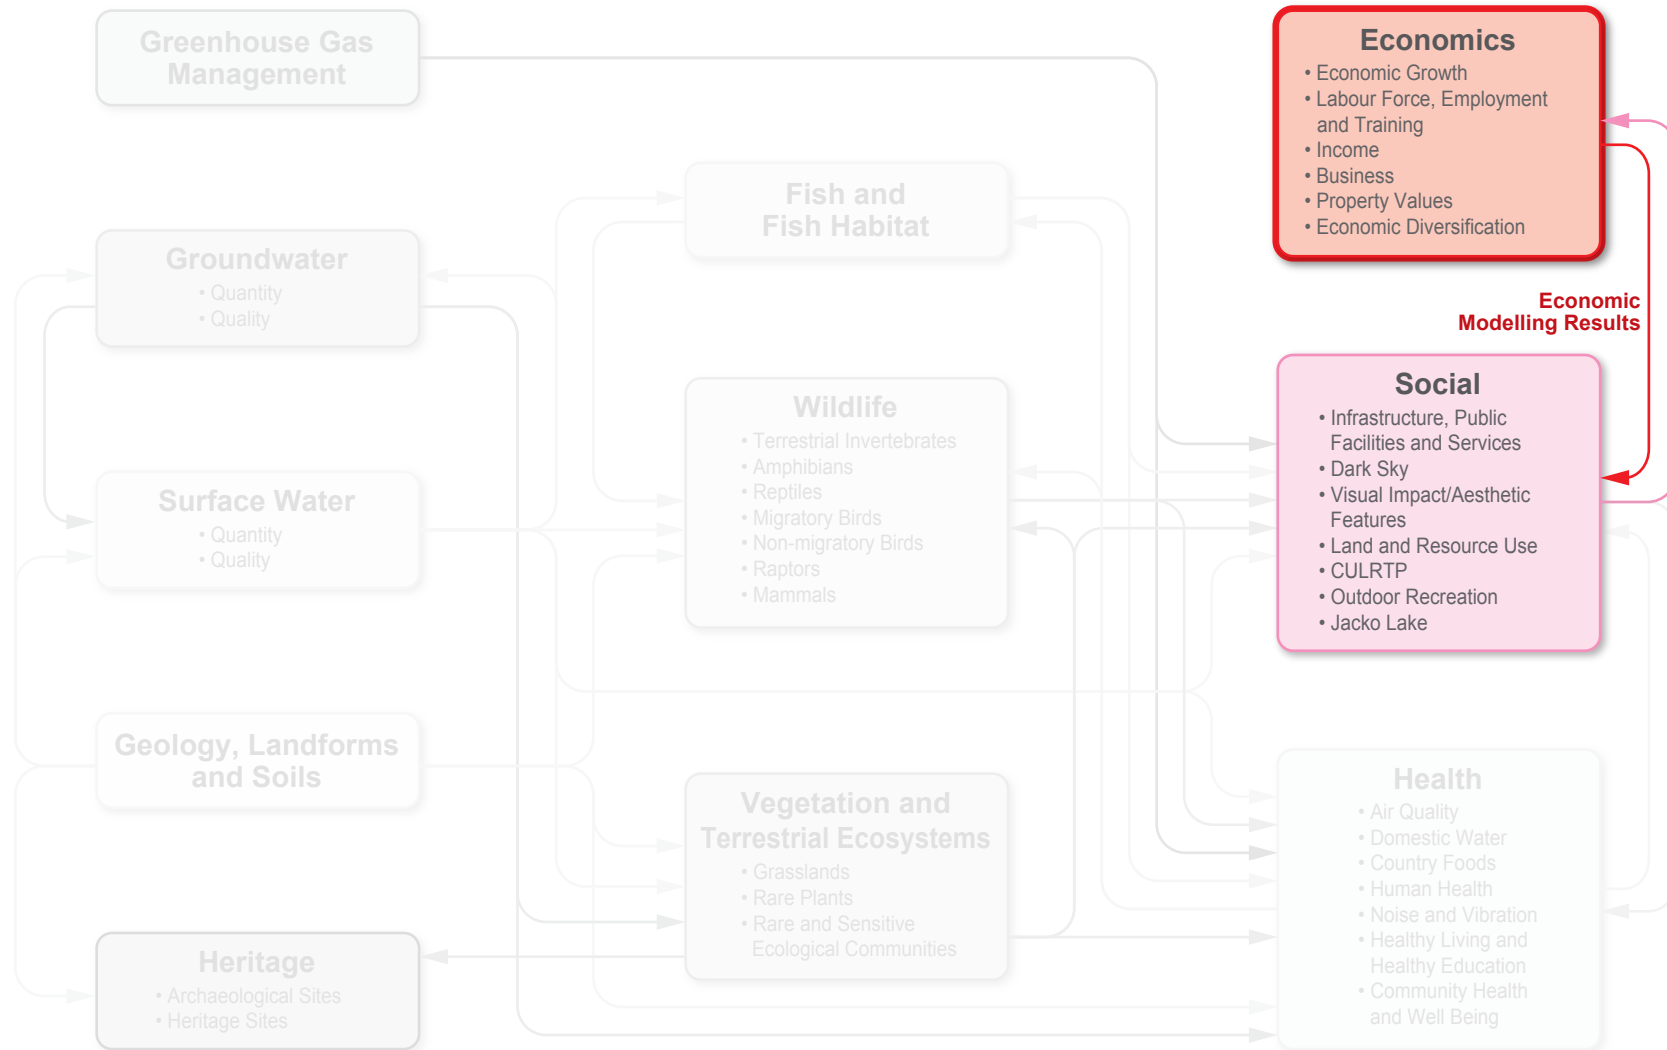 Greenhouse Gas
Management
Groundwater
• Quantity
• Quality
Surface Water
• Quantity
• Quality
Geology, Landforms
and Soils
Heritage
• Archaeological Sites
• Heritage Sites
Fish and
Fish Habitat
Wildlife
• Terrestrial Invertebrates
• Amphibians
• Reptiles
• Migratory Birds
• Non-migratory Birds
• Raptors
• Mammals
Vegetation and
Terrestrial Ecosystems
• Grasslands
• Rare Plants
• Rare and Sensitive
Ecological Communities
Economics
• Economic Growth
• Labour Force, Employment
and Training
• Income
• Business
• Property Values
• Economic Diversification
Economic
Modelling Results
Social
• Infrastructure, Public
Facilities and Services
• Dark Sky
• Visual Impact/Aesthetic
Features
• Land and Resource Use
• CULRTP
• Outdoor Recreation
• Jacko Lake
Health
• Air Quality
• Domestic Water
• Country Foods
• Human Health
• Noise and Vibration
• Healthy Living and
Healthy Education
• Community Health
and Well Being